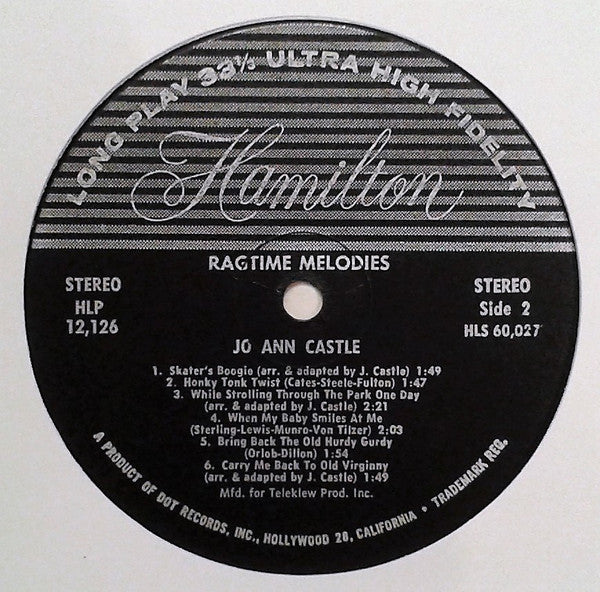 LONG PLAY 33⅓ ULTRA HIGH FIDELITY
Hamilton
RAGTIME MELODIES
STEREO
HLP
12,126
STEREO
Side 2
HLS 60,027
JO ANN CASTLE
1. Skater's Boogie (arr. & adapted by J. Castle) 1:49
2. Honky Tonk Twist (Cates-Steele-Fulton) 1:47
3. While Strolling Through The Park One Day
(arr. & adapted by J. Castle) 2:21
4. When My Baby Smiles At Me
(Sterling-Lewis-Munro-Von Tilzer) 2:03
5. Bring Back The Old Hurdy Gurdy
(Orlob-Dillon) 1:54
6. Carry Me Back To Old Virginny
(arr. & adapted by J. Castle) 1:49
Mfd. for Teleklew Prod. Inc.
A PRODUCT OF DOT RECORDS, INC., HOLLYWOOD 28, CALIFORNIA • TRADEMARK REG.